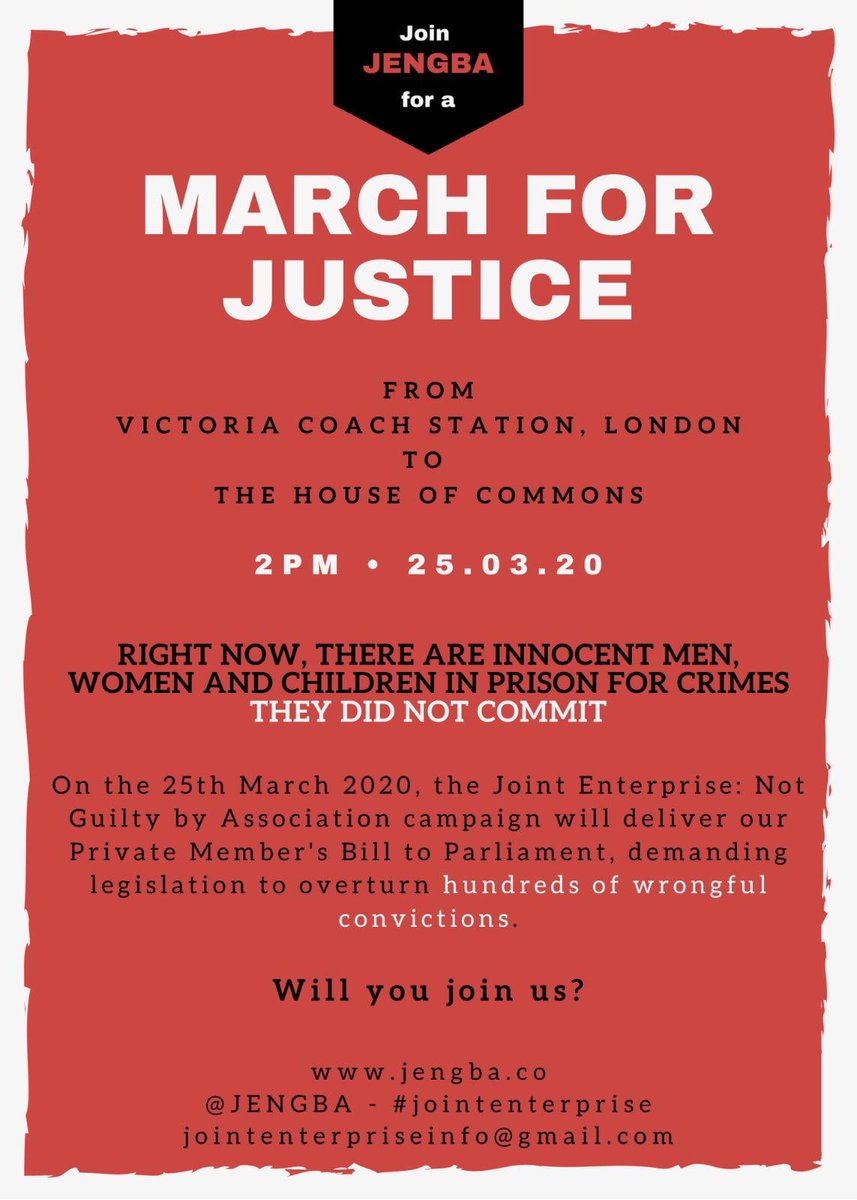 Join
JENGBA
for a
MARCH FOR
JUSTICE
FROM
VICTORIA COACH STATION, LONDON
TO
THE HOUSE OF COMMONS
2PM • 25.03.20
RIGHT NOW, THERE ARE INNOCENT MEN,
WOMEN AND CHILDREN IN PRISON FOR CRIMES
THEY DID NOT COMMIT
On the 25th March 2020, the Joint Enterprise: Not
Guilty by Association campaign will deliver our
Private Member's Bill to Parliament, demanding
legislation to overturn hundreds of wrongful
convictions.
Will you join us?
www.jengba.co
@JENGBA - #jointenterprise
jointenterpriseinfo@gmail.com